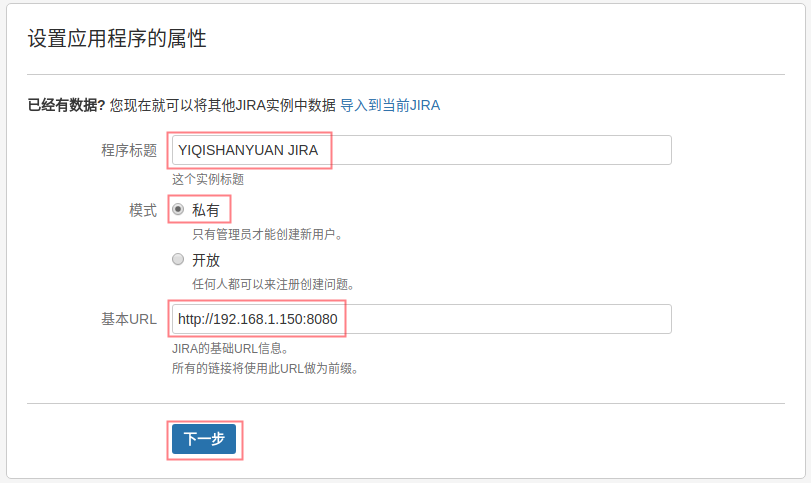 设置应用程序的属性
已经有数据? 您现在就可以将其他JIRA实例中数据 导入到当前JIRA
程序标题 YIQISHANYUAN JIRA
这个实例标题
模式 私有
只有管理员才能创建新用户。
开放
任何人都可以来注册创建问题。
基本URL http://192.168.1.150:8080
JIRA的基础URL信息。
所有的链接将使用此URL做为前缀。
下一步